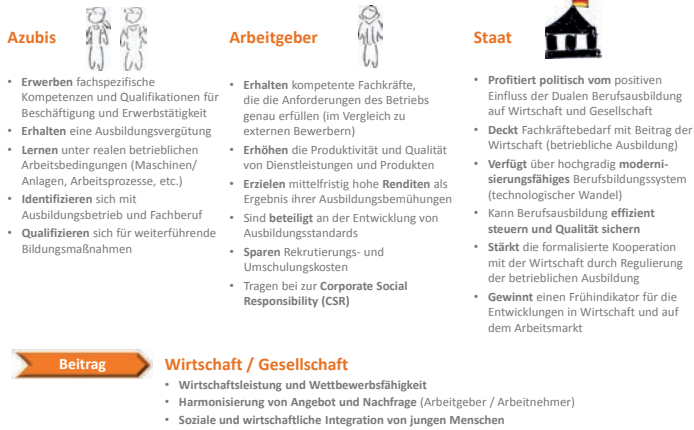 Azubis
• Erwerben fachspezifische
Kompetenzen und Qualifikationen für
Beschäftigung und Erwerbstätigkeit
• Erhalten eine Ausbildungsvergütung
• Lernen unter realen betrieblichen
Arbeitsbedingungen (Maschinen/
Anlagen, Arbeitsprozesse, etc.)
• Identifizieren sich mit
Ausbildungsbetrieb und Fachberuf
• Qualifizieren sich für weiterführende
Bildungsmaßnahmen
Arbeitgeber
• Erhalten kompetente Fachkräfte,
die die Anforderungen des Betriebs
genau erfüllen (im Vergleich zu
externen Bewerbern)
• Erhöhen die Produktivität und Qualität
von Dienstleistungen und Produkten
• Erzielen mittelfristig hohe Renditen als
Ergebnis ihrer Ausbildungsbemühungen
• Sind beteiligt an der Entwicklung von
Ausbildungsstandards
• Sparen Rekrutierungs- und
Umschulungskosten
• Tragen bei zur Corporate Social
Responsibility (CSR)
Staat
• Profitiert politisch vom positiven
Einfluss der Dualen Berufsausbildung
auf Wirtschaft und Gesellschaft
• Deckt Fachkräftebedarf mit Beitrag der
Wirtschaft (betriebliche Ausbildung)
• Verfügt über hochgradig moderni-
sierungsfähiges Berufsbildungssystem
(technologischer Wandel)
• Kann Berufsausbildung effizient
steuern und Qualität sichern
• Stärkt die formalisierte Kooperation
mit der Wirtschaft durch Regulierung
der betrieblichen Ausbildung
• Gewinnt einen Frühindikator für die
Entwicklungen in Wirtschaft und auf
dem Arbeitsmarkt
Beitrag
Wirtschaft / Gesellschaft
• Wirtschaftsleistung und Wettbewerbsfähigkeit
• Harmonisierung von Angebot und Nachfrage (Arbeitgeber / Arbeitnehmer)
• Soziale und wirtschaftliche Integration von jungen Menschen